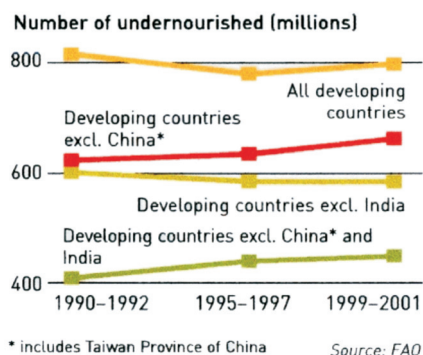 Number of undernourished (millions)
800
All developing
countries
Developing countries
excl. China*
600
Developing countries excl. India
Developing countries excl. China* and
India
400
1990–1992 1995–1997 1999–2001
* includes Taiwan Province of China Source: FAO